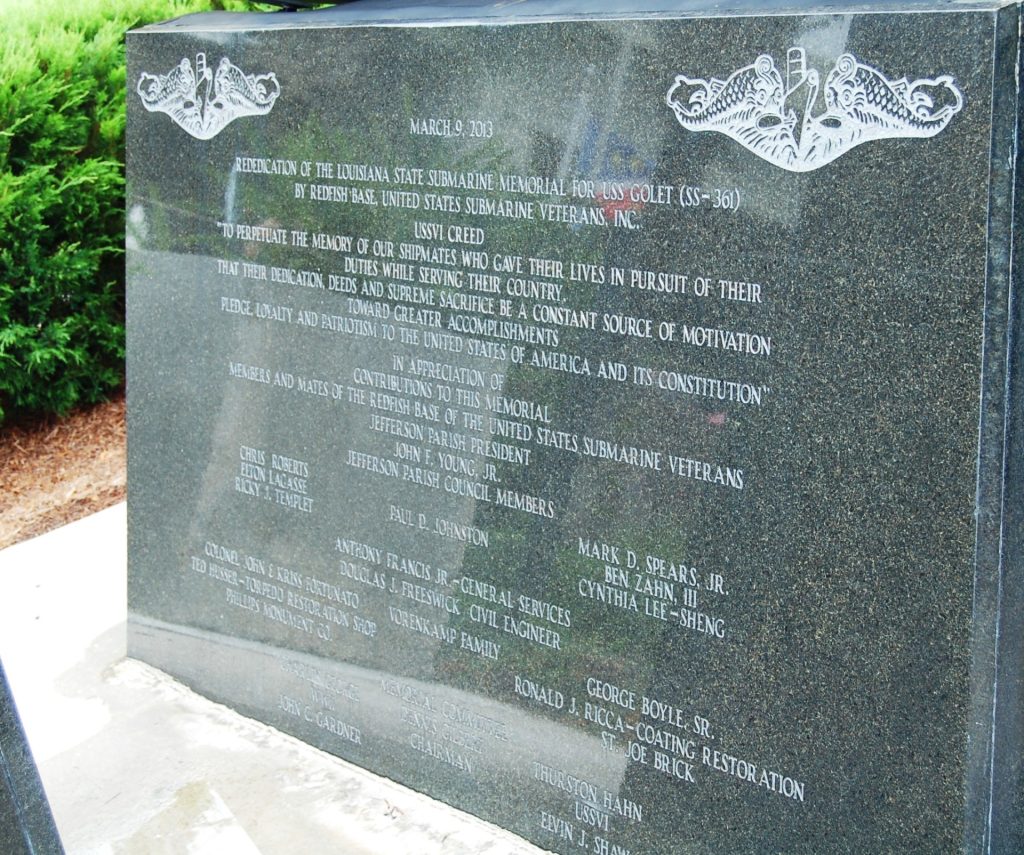 MARCH 9, 2013
REDEDICATION OF THE LOUISIANA STATE SUBMARINE MEMORIAL FOR USS GOLET (SS-361)
BY REDFISH BASE, UNITED STATES SUBMARINE VETERANS, INC.
USSVI CREED
"TO PERPETUATE THE MEMORY OF OUR SHIPMATES WHO GAVE THEIR LIVES IN PURSUIT OF THEIR
DUTIES WHILE SERVING THEIR COUNTRY.
THAT THEIR DEDICATION, DEEDS AND SUPREME SACRIFICE BE A CONSTANT SOURCE OF MOTIVATION
TOWARD GREATER ACCOMPLISHMENTS
PLEDGE, LOYALTY AND PATRIOTISM TO THE UNITED STATES OF AMERICA AND ITS CONSTITUTION"
IN APPRECIATION OF
CONTRIBUTIONS TO THIS MEMORIAL
MEMBERS AND MATES OF THE REDFISH BASE OF THE UNITED STATES SUBMARINE VETERANS
JEFFERSON PARISH PRESIDENT
JOHN F. YOUNG, JR.
JEFFERSON PARISH COUNCIL MEMBERS
CHRIS ROBERTS
ELTON LAGASSE
RICKY J. TEMPLET
PAUL D. JOHNSTON
MARK D. SPEARS, JR.
BEN ZAHN, III
CYNTHIA LEE-SHENG
ANTHONY FRANCIS JR.-GENERAL SERVICES
DOUGLAS J. FREESWICK CIVIL ENGINEER
VORENKAMP FAMILY
COLONEL JOHN & KRISS FORTUNATO
TED HUSSER-TORPEDO RESTORATION SHOP
PHILLIPS MONUMENT CO.
GEORGE BOYLE, SR.
RONALD J. RICCA-COATING RESTORATION
ST. JOE BRICK
JOHN C. GARDNER
MEMORIAL COMMITTEE
CHAIRMAN
THURSTON HAHN
USSVI
ELVIN J. SHAW